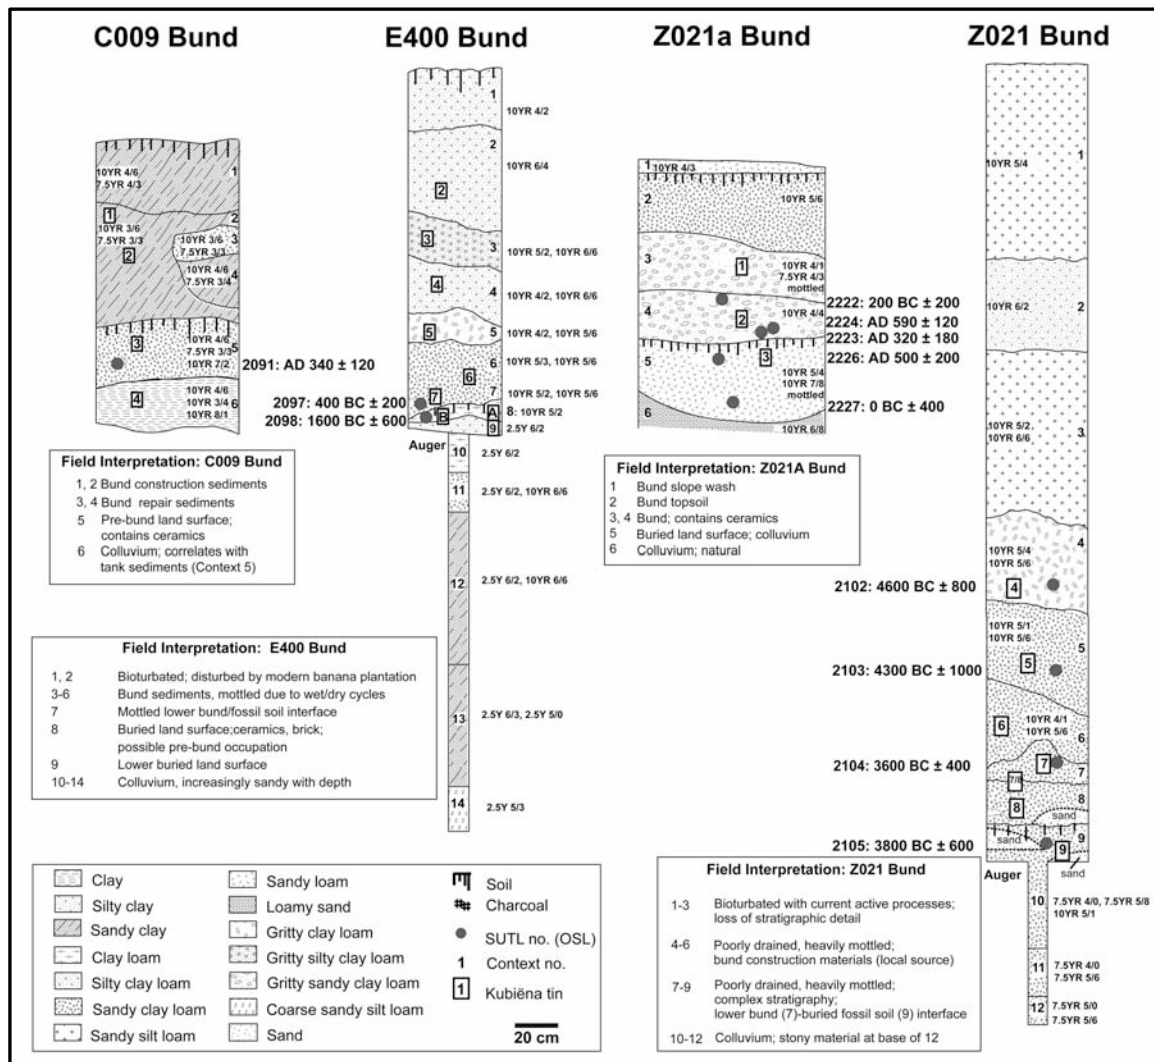 C009 Bund
E400 Bund
Z021a Bund
Z021 Bund
10YR 4/6
7.5YR 4/3
1
1
10YR 3/6
7.5YR 3/3
2
2
10YR 3/6
7.5YR 3/3
3
10YR 4/6
7.5YR 3/4
4
3
10YR 4/6
7.5YR 3/3
10YR 7/2
5
2091: AD 340 ± 120
4
10YR 4/6
10YR 3/4
10YR 8/1
6
1
10YR 4/2
2
10YR 6/4
2
3
3
10YR 5/2, 10YR 6/6
4
4
10YR 4/2, 10YR 6/6
5
5
10YR 4/2, 10YR 5/6
6
6
10YR 5/3, 10YR 5/6
7
7
10YR 5/2, 10YR 5/6
2097: 400 BC ± 200
2098: 1600 BC ± 600
B
A
8: 10YR 5/2
9
2.5Y 6/2
Auger
10
2.5Y 6/2
11
2.5Y 6/2, 10YR 6/6
12
2.5Y 6/2, 10YR 6/6
13
2.5Y 6/3, 2.5Y 5/0
14
2.5Y 5/3
1
10YR 4/3
2
10YR 5/6
3
1
10YR 4/1
7.5YR 4/3
mottled
4
2
10YR 4/4
2222: 200 BC ± 200
2224: AD 590 ± 120
2223: AD 320 ± 180
2226: AD 500 ± 200
5
3
10YR 5/4
10YR 7/8
mottled
2227: 0 BC ± 400
6
10YR 6/8
10YR 5/4
1
10YR 6/2
2
10YR 5/2
10YR 6/6
3
10YR 5/4
10YR 5/6
4
4
2102: 4600 BC ± 800
10YR 5/1
10YR 5/6
5
5
2103: 4300 BC ± 1000
6
10YR 4/1
10YR 5/6
6
2104: 3600 BC ± 400
7
7
7/8
8
8
sand
2105: 3800 BC ± 600
sand
9
9
sand
Auger
10
7.5YR 4/0, 7.5YR 5/8
10YR 5/1
11
7.5YR 4/0
7.5YR 5/6
12
7.5YR 5/0
7.5YR 5/6
Field Interpretation: C009 Bund
1, 2 Bund construction sediments
3, 4 Bund repair sediments
5 Pre-bund land surface;
contains ceramics
6 Colluvium; correlates with
tank sediments (Context 5)
Field Interpretation: Z021A Bund
1 Bund slope wash
2 Bund topsoil
3, 4 Bund; contains ceramics
5 Buried land surface; colluvium
6 Colluvium; natural
Field Interpretation: E400 Bund
1, 2 Bioturbated; disturbed by modern banana plantation
3-6 Bund sediments, mottled due to wet/dry cycles
7 Mottled lower bund/fossil soil interface
8 Buried land surface;ceramics, brick;
possible pre-bund occupation
9 Lower buried land surface
10-14 Colluvium, increasingly sandy with depth
Field Interpretation: Z021 Bund
1-3 Bioturbated with current active processes;
loss of stratigraphic detail
4-6 Poorly drained, heavily mottled;
bund construction materials (local source)
7-9 Poorly drained, heavily mottled;
complex stratigraphy;
lower bund (7)-buried fossil soil (9) interface
10-12 Colluvium; stony material at base of 12
Clay
Silty clay
Sandy clay
Clay loam
Silty clay loam
Sandy clay loam
Sandy silt loam
Sandy loam
Loamy sand
Gritty clay loam
Gritty silty clay loam
Gritty sandy clay loam
Coarse sandy silt loam
Sand
Soil
Charcoal
SUTL no. (OSL)
1 Context no.
1 Kubiëna tin
20 cm